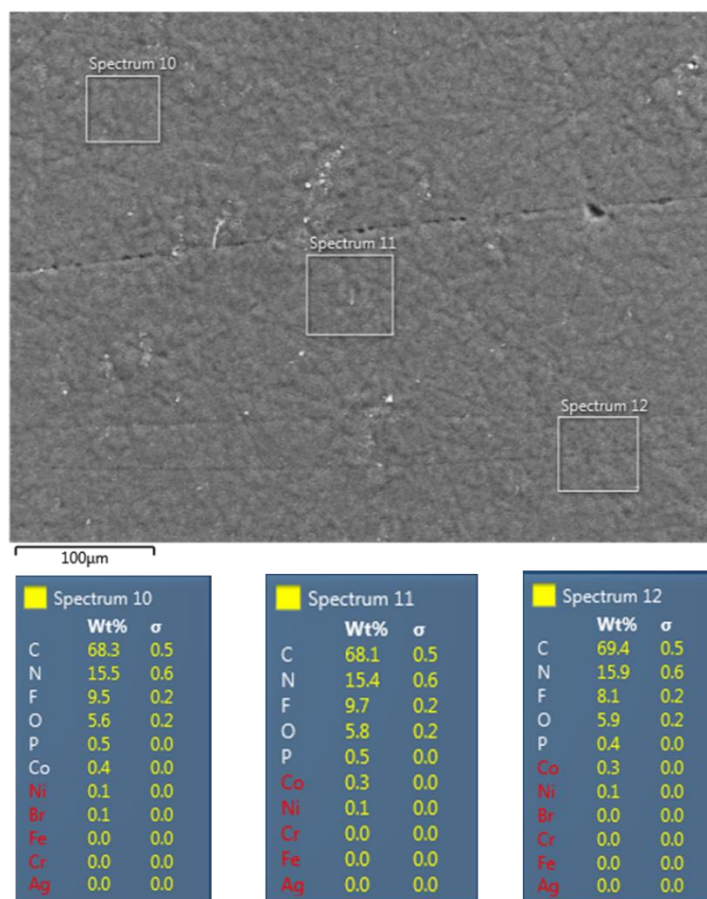 Spectrum 10
Spectrum 11
Spectrum 12
100µm
Spectrum 10
Wt% σ
C 68.3 0.5
N 15.5 0.6
F 9.5 0.2
O 5.6 0.2
P 0.5 0.0
Co 0.4 0.0
Ni 0.1 0.0
Br 0.1 0.0
Fe 0.0 0.0
Cr 0.0 0.0
Ag 0.0 0.0
Spectrum 11
Wt% σ
C 68.1 0.5
N 15.4 0.6
F 9.7 0.2
O 5.8 0.2
P 0.5 0.0
Co 0.3 0.0
Ni 0.1 0.0
Cr 0.0 0.0
Fe 0.0 0.0
Ag 0.0 0.0
Spectrum 12
Wt% σ
C 69.4 0.5
N 15.9 0.6
F 8.1 0.2
O 5.9 0.2
P 0.4 0.0
Co 0.3 0.0
Ni 0.1 0.0
Br 0.0 0.0
Cr 0.0 0.0
Fe 0.0 0.0
Ag 0.0 0.0